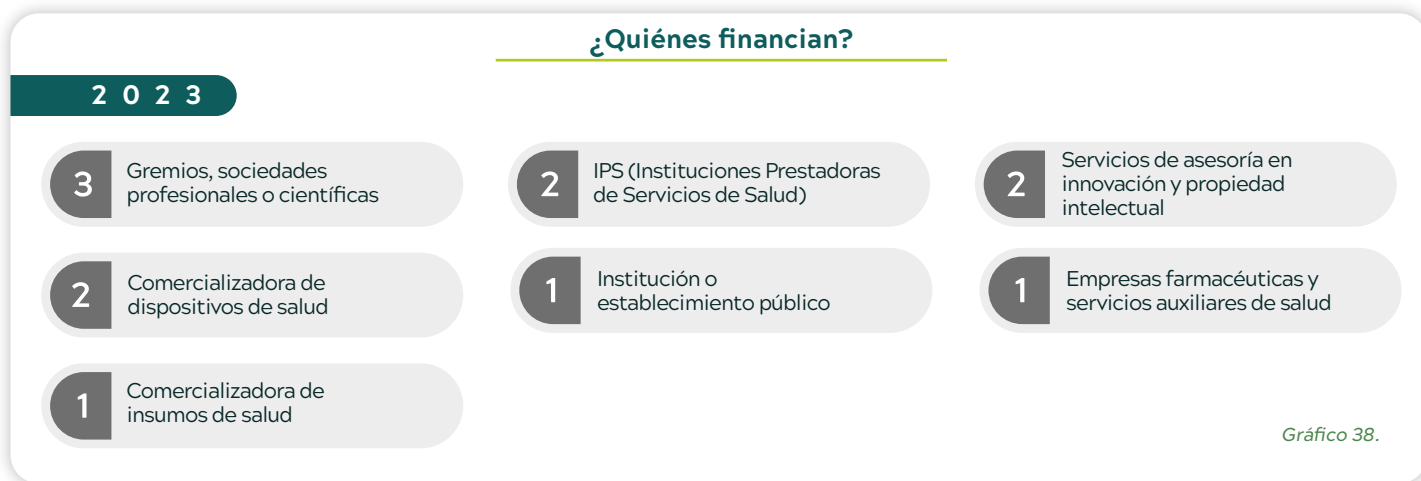 ¿Quiénes financian?
2 0 2 3
3
Gremios, sociedades
profesionales o científicas
2
IPS (Instituciones Prestadoras
de Servicios de Salud)
2
Servicios de asesoría en
innovación y propiedad
intelectual
2
Comercializadora de
dispositivos de salud
1
Institución o
establecimiento público
1
Empresas farmacéuticas y
servicios auxiliares de salud
1
Comercializadora de
insumos de salud
Gráfico 38.